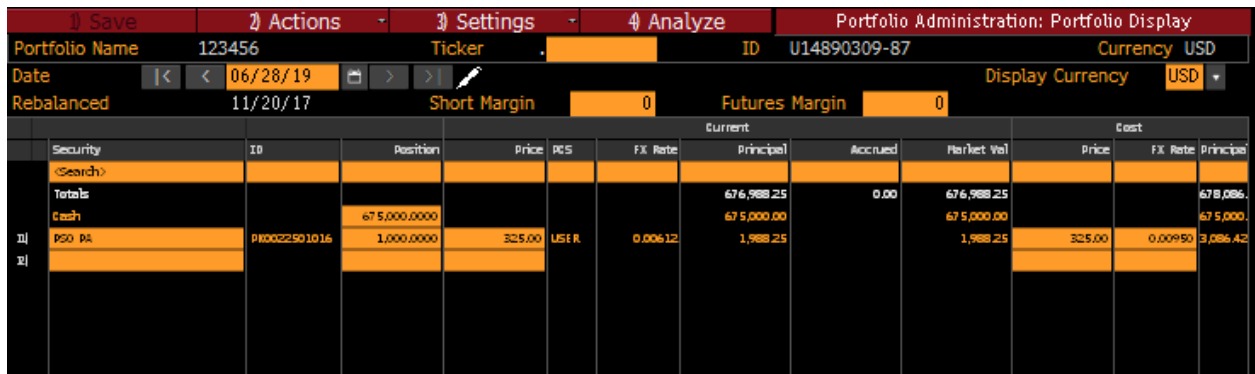 1) Save 2) Actions 3) Settings 4) Analyze Portfolio Administration: Portfolio Display
Portfolio Name 123456 Ticker . ID U14890309-87 Currency USD
Date |< < 06/28/19 > >| Display Currency USD
Rebalanced 11/20/17 Short Margin 0 Futures Margin 0
Current Cost
Security ID Position Price PCS FX Rate Principal Accrued Market Val Price FX Rate Principal
<Search>
Totals 676,988.25 0.00 676,988.25 678,086.
Cash 675,000.0000 675,000.00 675,000.00 675,000.
1) PSO PA PK0022501016 1,000.0000 325.00 USER 0.00612 1,988.25 1,988.25 325.00 0.00950 3,086.42
2)